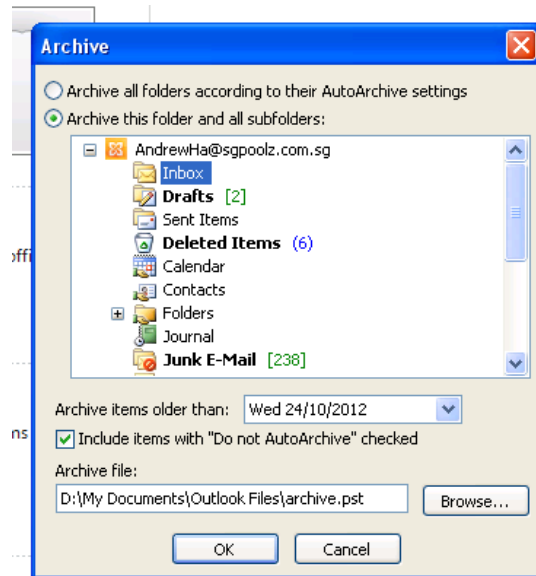 Archive
Archive all folders according to their AutoArchive settings
Archive this folder and all subfolders:
AndrewHa@sgpoolz.com.sg
Inbox
Drafts [2]
Sent Items
Deleted Items (6)
offi
Calendar
Contacts
Folders
Journal
Junk E-Mail [238]
Archive items older than: Wed 24/10/2012
ns
Include items with "Do not AutoArchive" checked
Archive file:
D:\My Documents\Outlook Files\archive.pst
Browse...
OK
Cancel